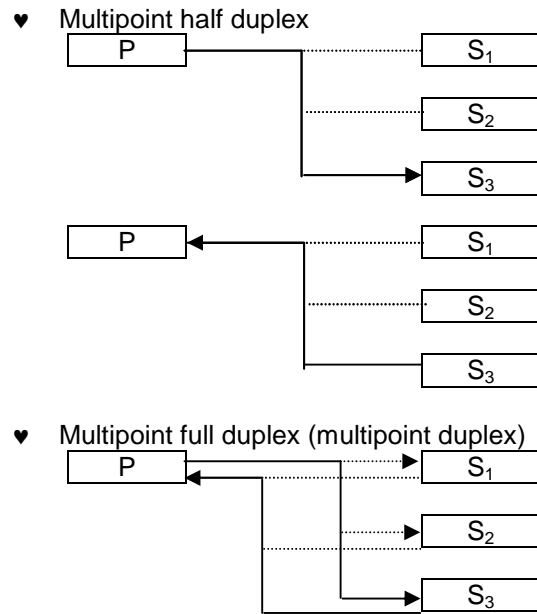 ♥ Multipoint half duplex
P S₁
S₂
S₃
P S₁
S₂
S₃
♥ Multipoint full duplex (multipoint duplex)
P S₁
S₂
S₃